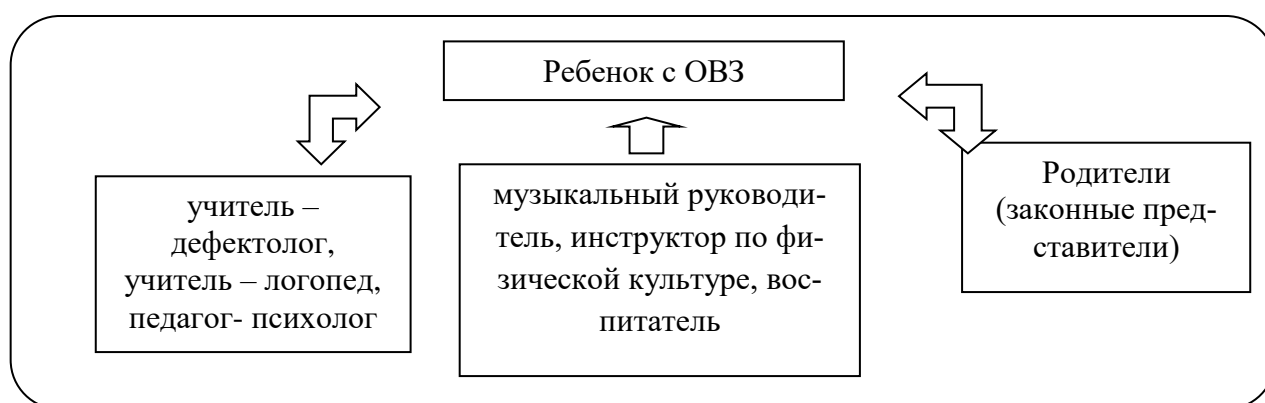 Ребенок с ОВЗ
учитель –
дефектолог,
учитель – логопед,
педагог- психолог
музыкальный руководи-
тель, инструктор по фи-
зической культуре, вос-
питатель
Родители
(законные пред-
ставители)